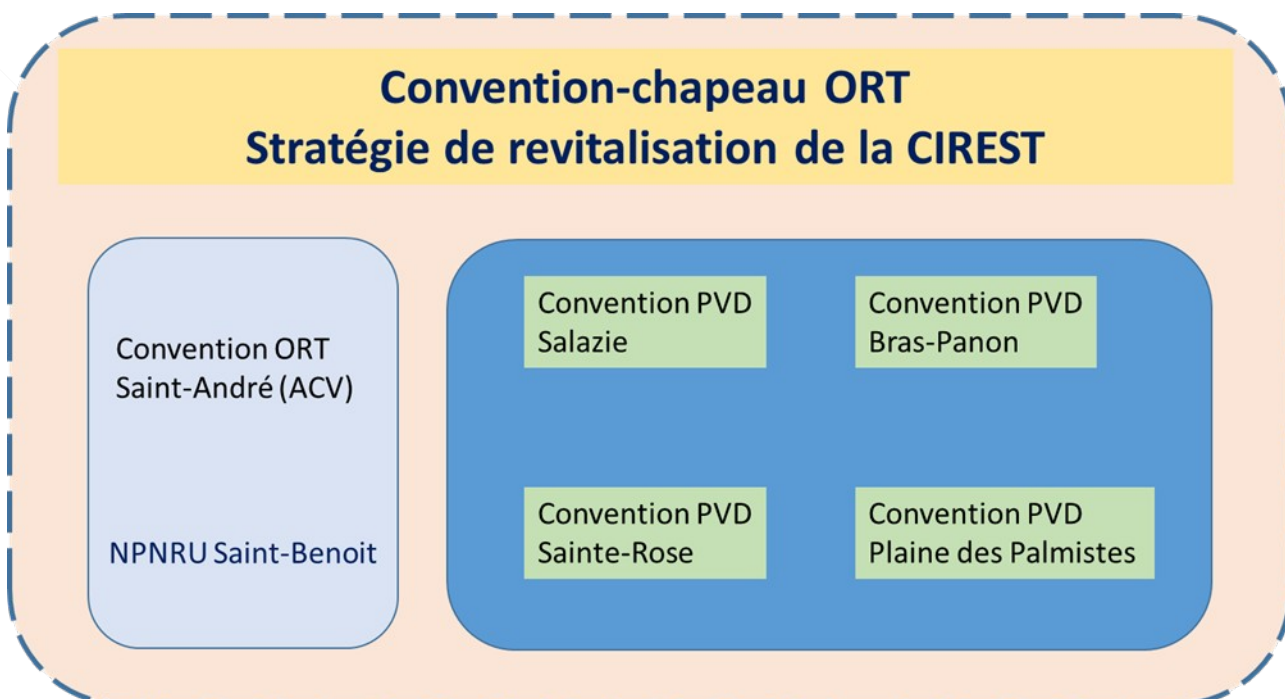 Convention-chapeau ORT
Stratégie de revitalisation de la CIREST
Convention ORT
Saint-André (ACV)
NPNRU Saint-Benoit
Convention PVD
Salazie
Convention PVD
Bras-Panon
Convention PVD
Sainte-Rose
Convention PVD
Plaine des Palmistes